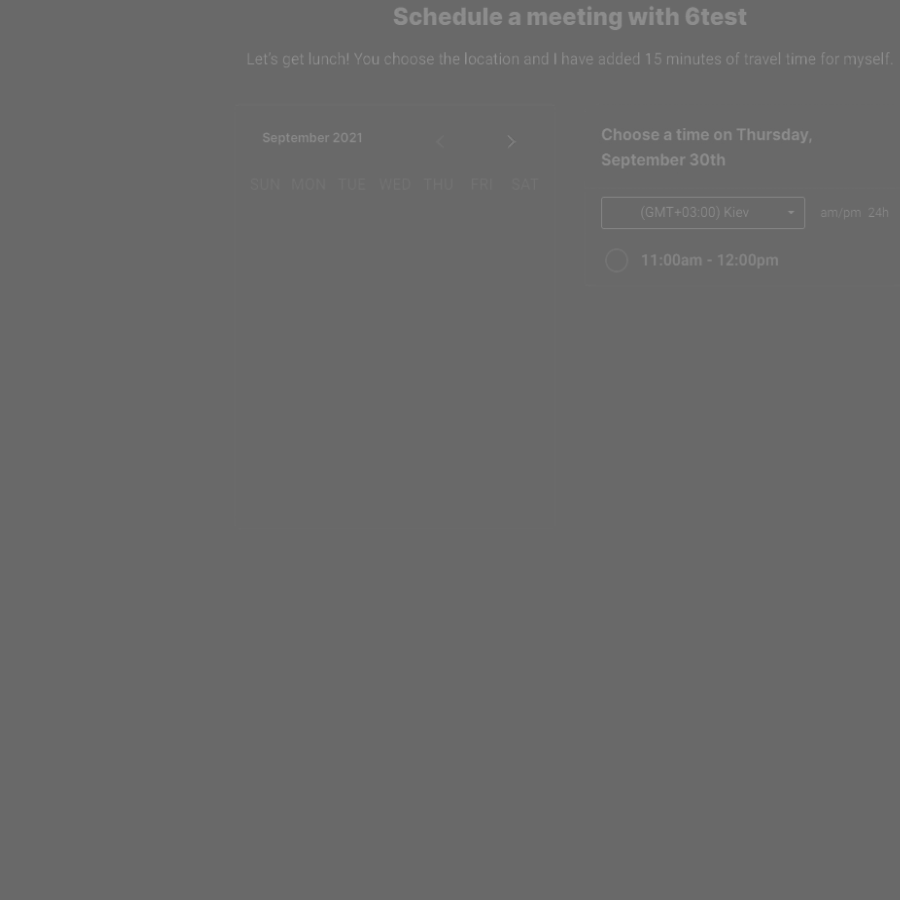 Schedule a meeting with 6test
Let's get lunch! You choose the location and I have added 15 minutes of travel time for myself.
September 2021
SUN MON TUE WED THU FRI SAT
Choose a time on Thursday,
September 30th
(GMT+03:00) Kiev
am/pm 24h
11:00am - 12:00pm